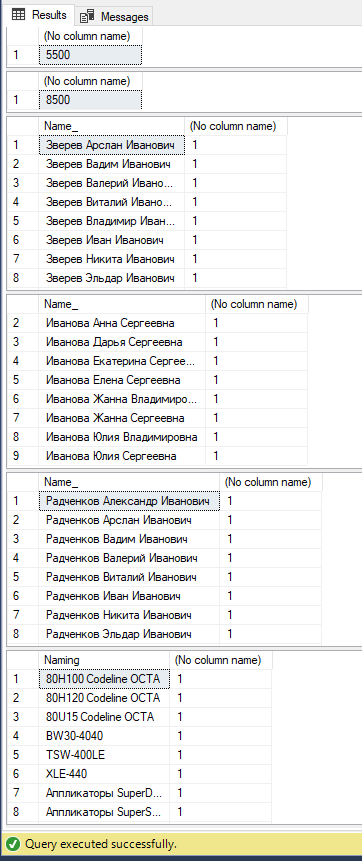 Results Messages
(No column name)
1 5500
(No column name)
1 8500
Name_ (No column name)
1 Зверев Арслан Иванович 1
2 Зверев Вадим Иванович 1
3 Зверев Валерий Ивано... 1
4 Зверев Виталий Ивано... 1
5 Зверев Владимир Иван... 1
6 Зверев Иван Иванович 1
7 Зверев Никита Иванович 1
8 Зверев Эльдар Иванович 1
Name_ (No column name)
2 Иванова Анна Сергеевна 1
3 Иванова Дарья Сергеевна 1
4 Иванова Екатерина Сергее... 1
5 Иванова Елена Сергеевна 1
6 Иванова Жанна Владимиро... 1
7 Иванова Жанна Сергеевна 1
8 Иванова Юлия Владимировна 1
9 Иванова Юлия Сергеевна 1
Name_ (No column name)
1 Радченков Александр Иванович 1
2 Радченков Арслан Иванович 1
3 Радченков Вадим Иванович 1
4 Радченков Валерий Иванович 1
5 Радченков Виталий Иванович 1
6 Радченков Иван Иванович 1
7 Радченков Никита Иванович 1
8 Радченков Эльдар Иванович 1
Naming (No column name)
1 80H100 Codeline ОСТА 1
2 80H120 Codeline ОСТА 1
3 80U15 Codeline ОСТА 1
4 BW30-4040 1
5 TSW-400LE 1
6 XLE-440 1
7 Аппликаторы SuperD... 1
8 Аппликаторы SuperS... 1
Query executed successfully.